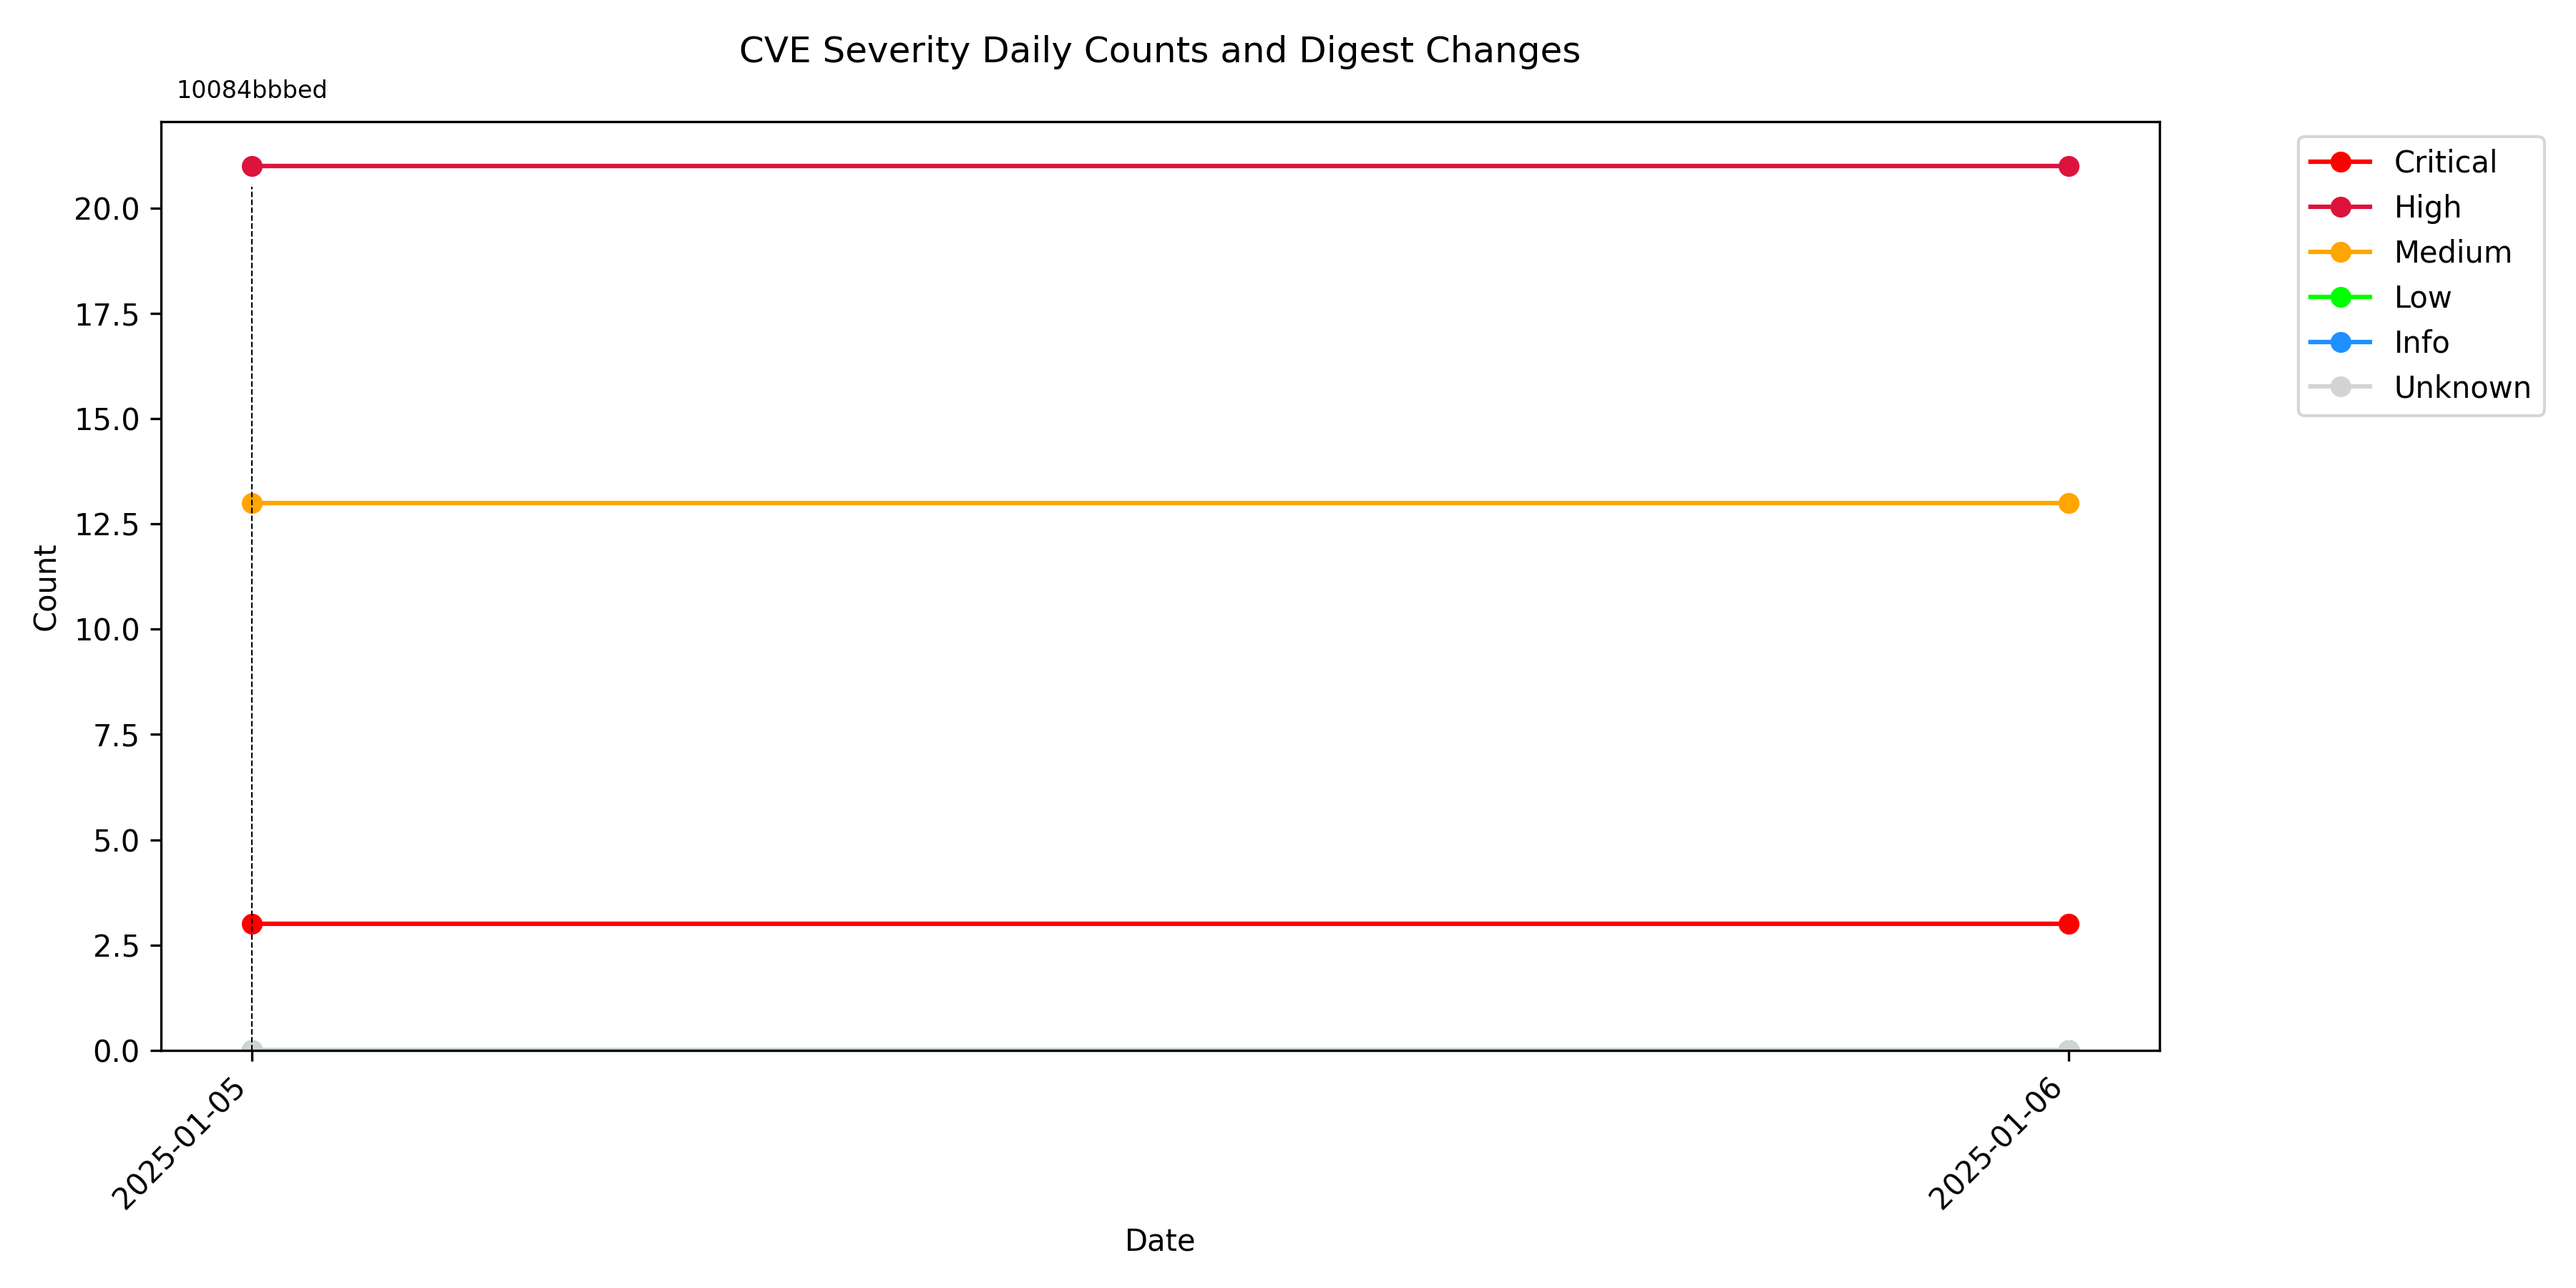 CVE Severity Daily Counts and Digest Changes
10084bbbed
20.0
17.5
15.0
12.5
10.0
7.5
5.0
2.5
0.0
Count
2025-01-05
2025-01-06
Date
Critical
High
Medium
Low
Info
Unknown